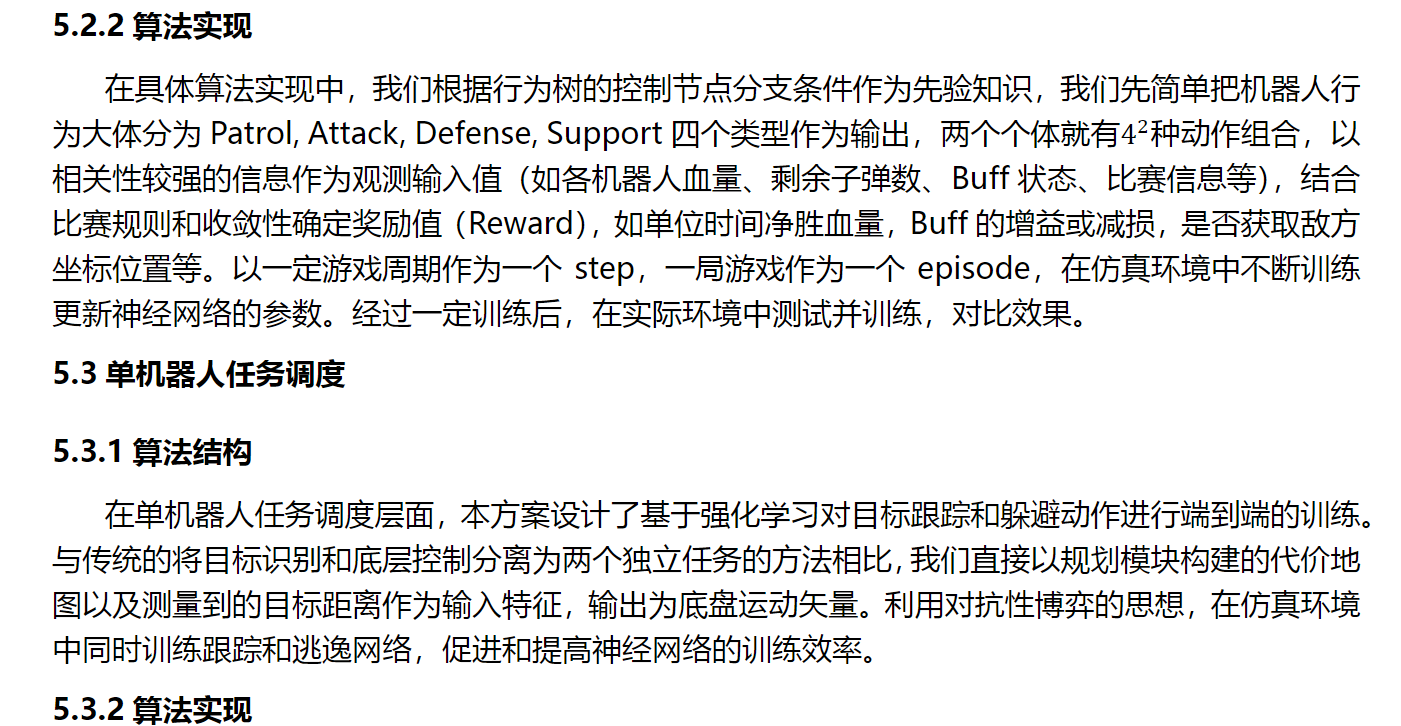 5.2.2 算法实现
在具体算法实现中，我们根据行为树的控制节点分支条件作为先验知识，我们先简单把机器人行
为大体分为 Patrol, Attack, Defense, Support 四个类型作为输出，两个个体就有4²种动作组合，以
相关性较强的信息作为观测输入值（如各机器人血量、剩余子弹数、Buff 状态、比赛信息等），结合
比赛规则和收敛性确定奖励值（Reward），如单位时间净胜血量，Buff 的增益或减损，是否获取敌方
坐标位置等。以一定游戏周期作为一个 step，一局游戏作为一个 episode，在仿真环境中不断训练
更新神经网络的参数。经过一定训练后，在实际环境中测试并训练，对比效果。
5.3 单机器人任务调度
5.3.1 算法结构
在单机器人任务调度层面，本方案设计了基于强化学习对目标跟踪和躲避动作进行端到端的训练。
与传统的将目标识别和底层控制分离为两个独立任务的方法相比，我们直接以规划模块构建的代价地
图以及测量到的目标距离作为输入特征，输出为底盘运动矢量。利用对抗性博弈的思想，在仿真环境
中同时训练跟踪和逃逸网络，促进和提高神经网络的训练效率。
5.3.2 算法实现